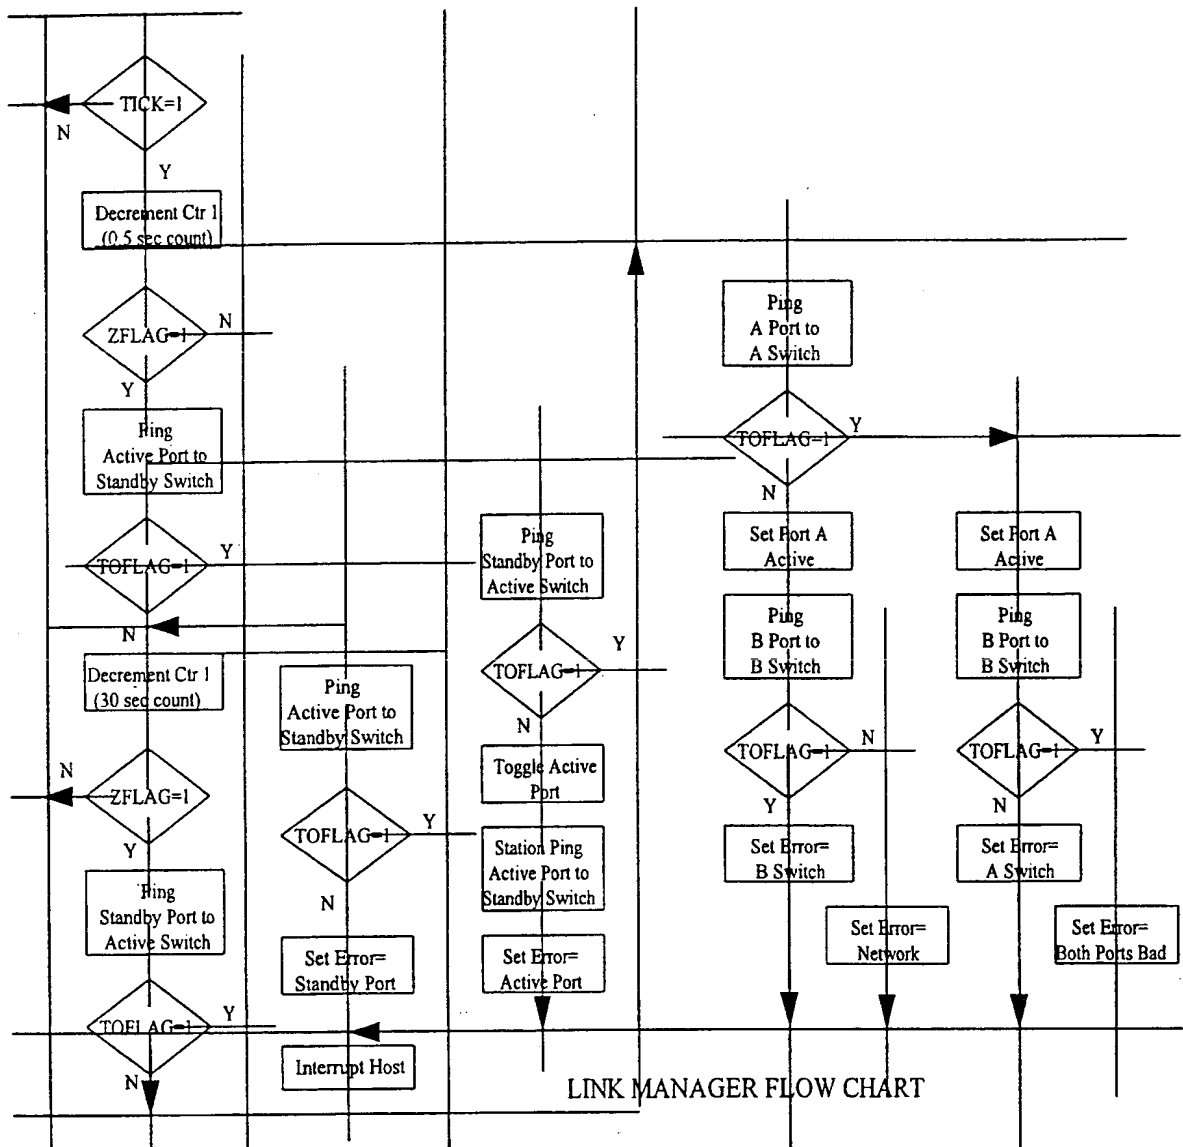 TICK=1
N
Y
Decrement Ctr 1
(0.5 sec count)
ZFLAG=1
N
Y
Ping
Active Port to
Standby Switch
TOFLAG=1
Y
N
Decrement Ctr 1
(30 sec count)
ZFLAG=1
N
Y
Ping
Standby Port to
Active Switch
TOFLAG=1
Y
N
Ping
Active Port to
Standby Switch
TOFLAG=1
Y
N
Set Error=
Standby Port
Interrupt Host
Ping
Standby Port to
Active Switch
TOFLAG=1
Y
N
Toggle Active
Port
Station Ping
Active Port to
Standby Switch
Set Error=
Active Port
Ping
A Port to
A Switch
TOFLAG=1
Y
N
Set Port A
Active
Ping
B Port to
B Switch
TOFLAG=1
N
Y
Set Error=
B Switch
Set Error=
Network
Set Port A
Active
Ping
B Port to
B Switch
TOFLAG=1
Y
N
Set Error=
A Switch
Set Error=
Both Ports Bad
LINK MANAGER FLOW CHART